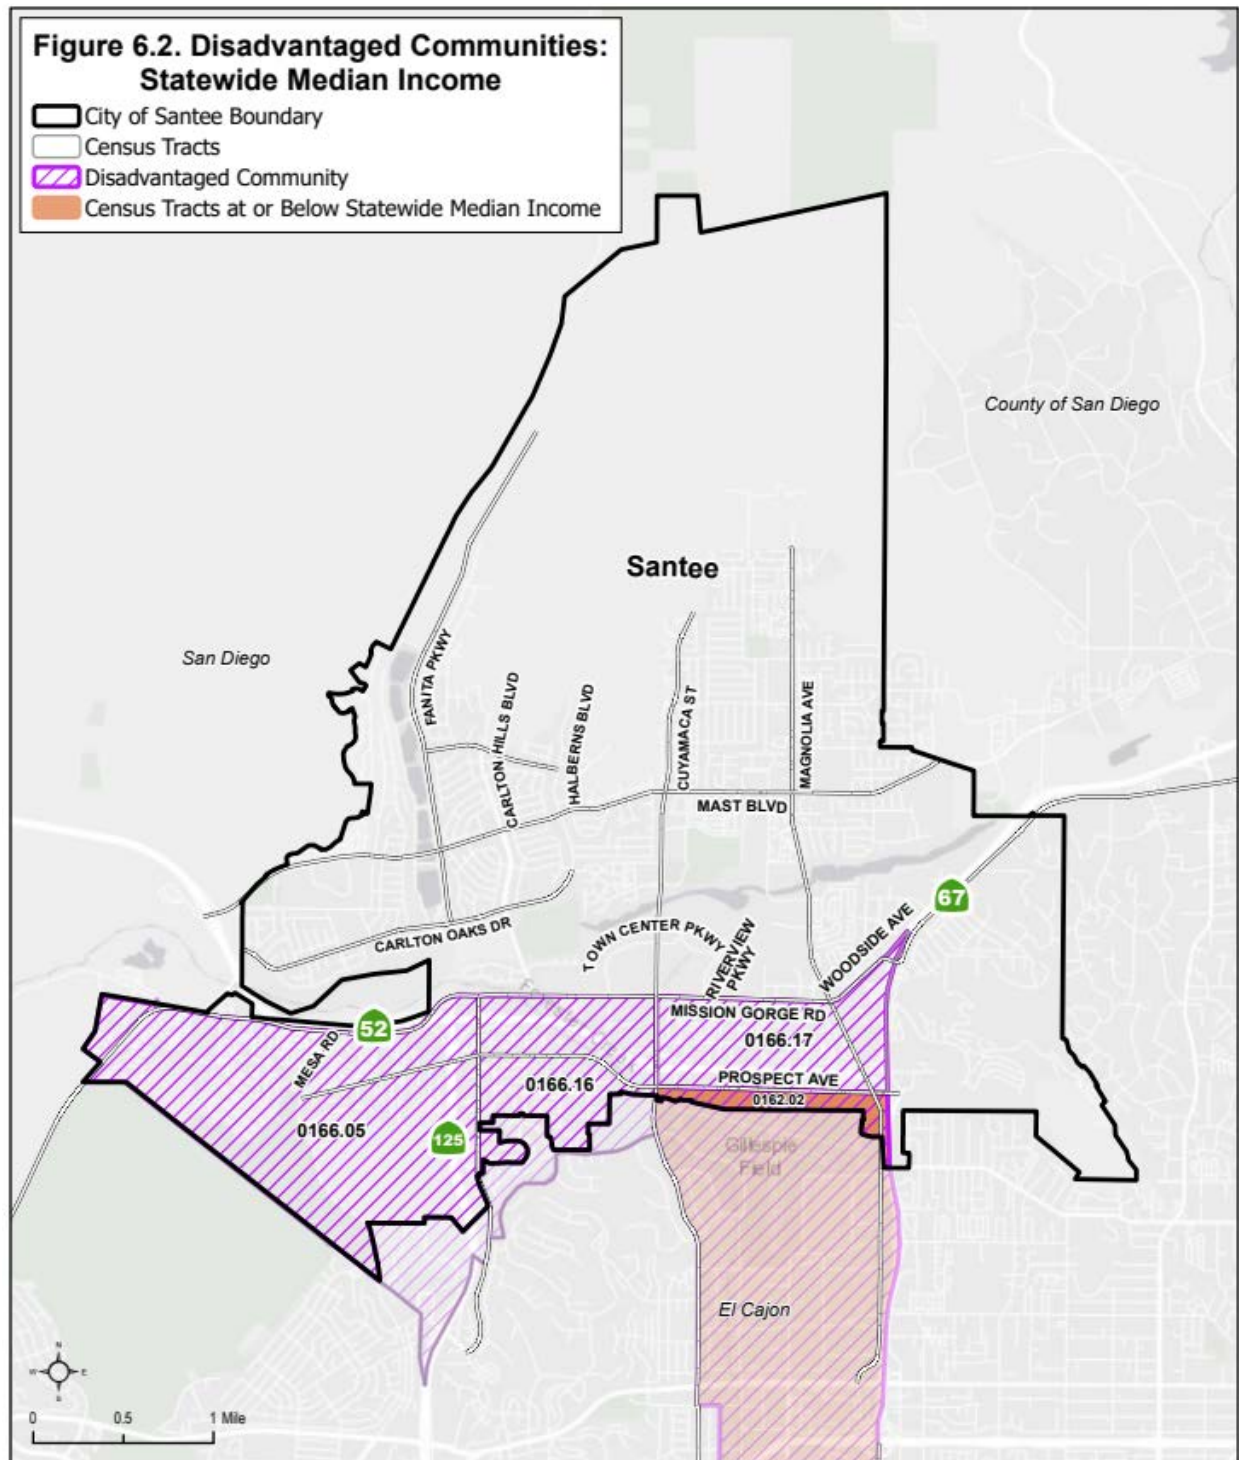 Figure 6.2. Disadvantaged Communities:
Statewide Median Income
City of Santee Boundary
Census Tracts
Disadvantaged Community
Census Tracts at or Below Statewide Median Income
County of San Diego
Santee
San Diego
FANITA PKWY
CARLTON HILLS BLVD
HALBERNS BLVD
CUYAMACA ST
MAGNOLIA AVE
MAST BLVD
67
CARLTON OAKS DR
TOWN CENTER PKWY
RIVERVIEW
PKWY
WOODSIDE AVE
52
MESA RD
MISSION GORGE RD
0166.17
PROSPECT AVE
0166.16
0162.02
0166.05
125
Gillespie
Field
El Cajon
N
W
E
S
0
0.5
1 Mile